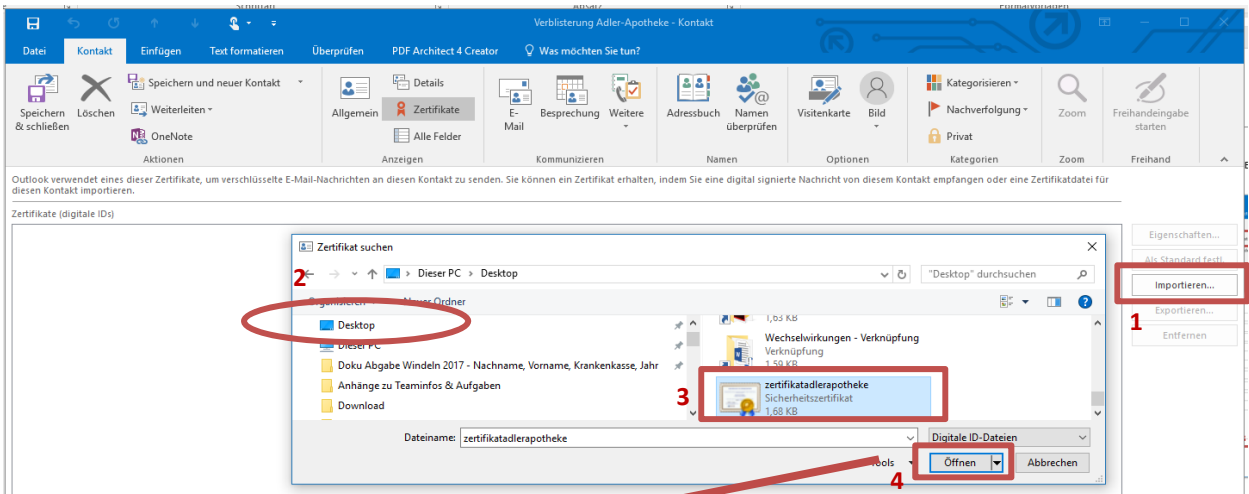 Verblisterung Adler-Apotheke - Kontakt
Datei Kontakt Einfügen Text formatieren Überprüfen PDF Architect 4 Creator Was möchten Sie tun?
Speichern & schließen
Löschen
Speichern und neuer Kontakt
Weiterleiten
OneNote
Aktionen
Allgemein
Details
Zertifikate
Alle Felder
Anzeigen
E-Mail
Besprechung
Weitere
Kommunizieren
Adressbuch
Namen überprüfen
Namen
Visitenkarte
Bild
Optionen
Kategorisieren
Nachverfolgung
Privat
Kategorien
Zoom
Zoom
Freihandeingabe starten
Freihand
Outlook verwendet eines dieser Zertifikate, um verschlüsselte E-Mail-Nachrichten an diesen Kontakt zu senden. Sie können ein Zertifikat erhalten, indem Sie eine digital signierte Nachricht von diesem Kontakt empfangen oder eine Zertifikatdatei für
diesen Kontakt importieren.
Zertifikate (digitale IDs)
Eigenschaften...
Als Standard festl.
Importieren...
1
Exportieren...
Entfernen
Zertifikat suchen
2
Dieser PC > Desktop
"Desktop" durchsuchen
Organisieren Neuer Ordner
Desktop
Dieser PC
Doku Abgabe Windeln 2017 - Nachname, Vorname, Krankenkasse, Jahr
Anhänge zu Teaminfos & Aufgaben
Download
1,63 KB
Wechselwirkungen - Verknüpfung
Verknüpfung
1,59 KB
3
zertifikatadlerapotheke
Sicherheitszertifikat
1,68 KB
Dateiname: zertifikatadlerapotheke
Digitale ID-Dateien
Tools
Öffnen
Abbrechen
4